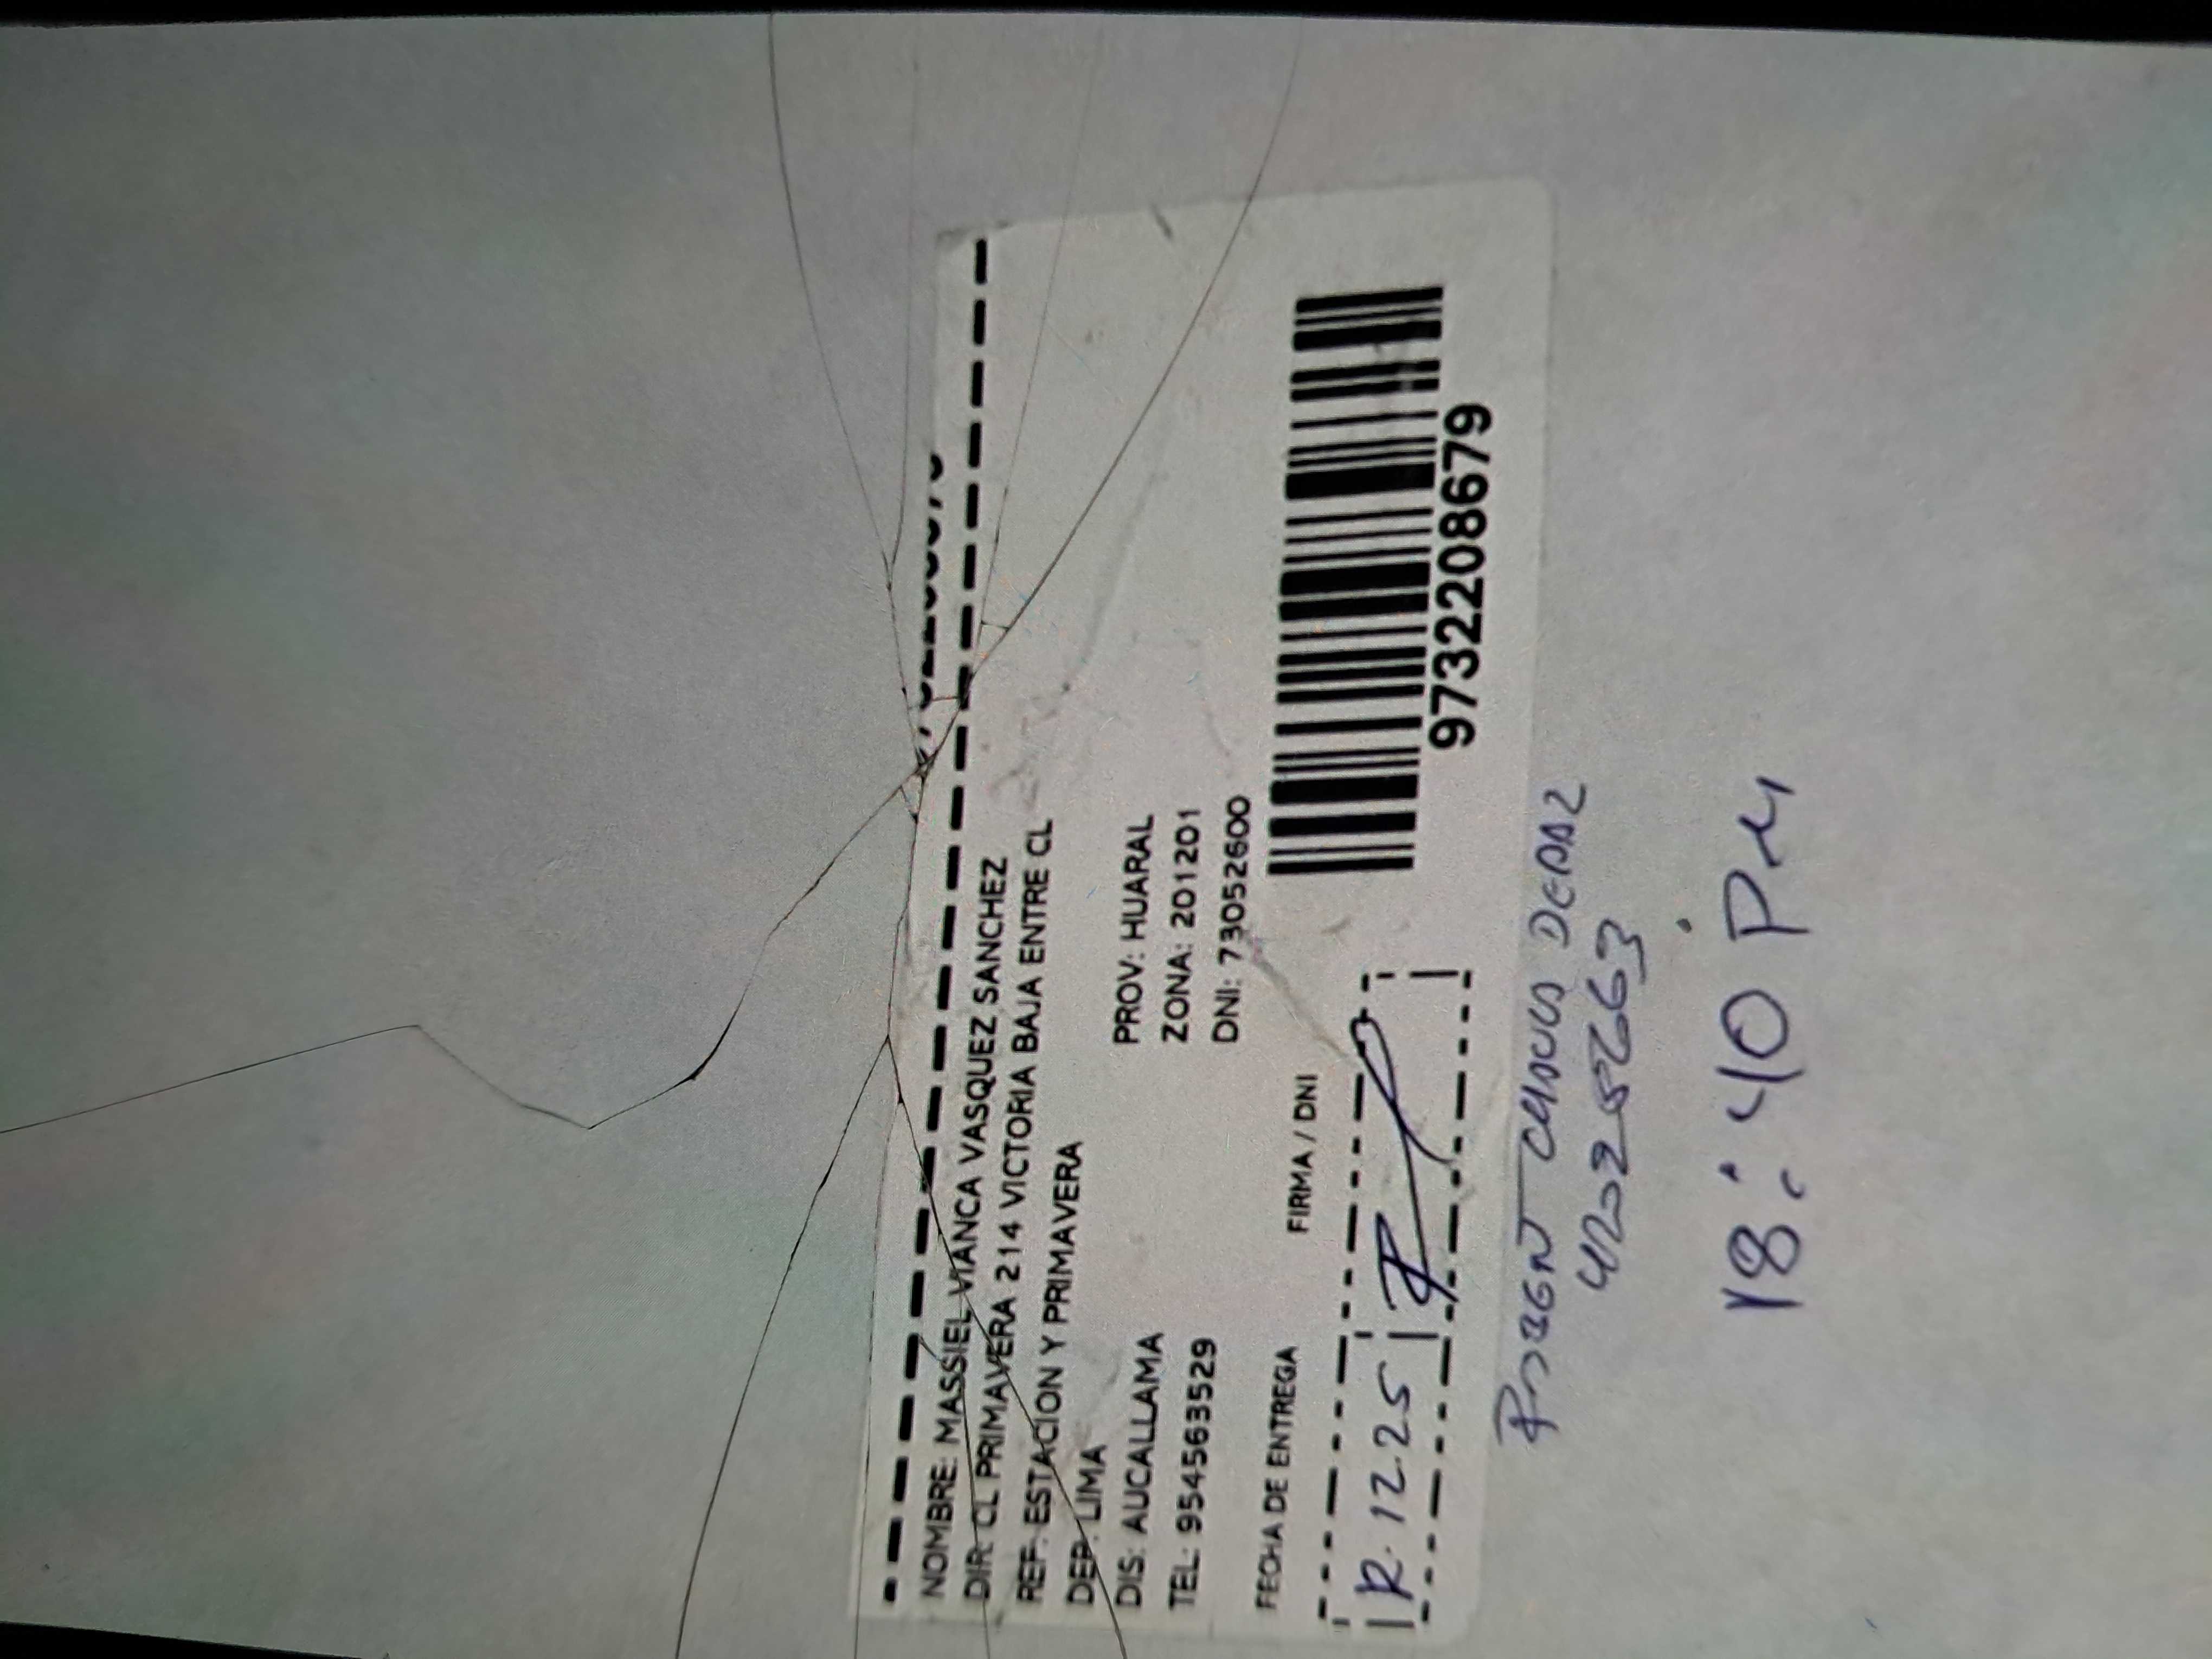 NOMBRE: MASSIEL VIANCA VASQUEZ SANCHEZ
DIR: CL PRIMAVERA 214 VICTORIA BAJA ENTRE CL
REF: ESTACION Y PRIMAVERA
DEP: LIMA
DIS: AUCALLAMA PROV: HUARAL
TEL: 954563529 ZONA: 201201
DNI: 73052600
FECHA DE ENTREGA FIRMA / DNI
12.25
9732208679
18:40 PM